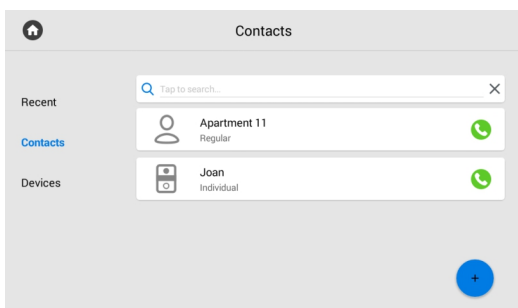 Contacts
Tap to search...
Recent
Apartment 11
Regular
Contacts
Joan
Individual
Devices
+